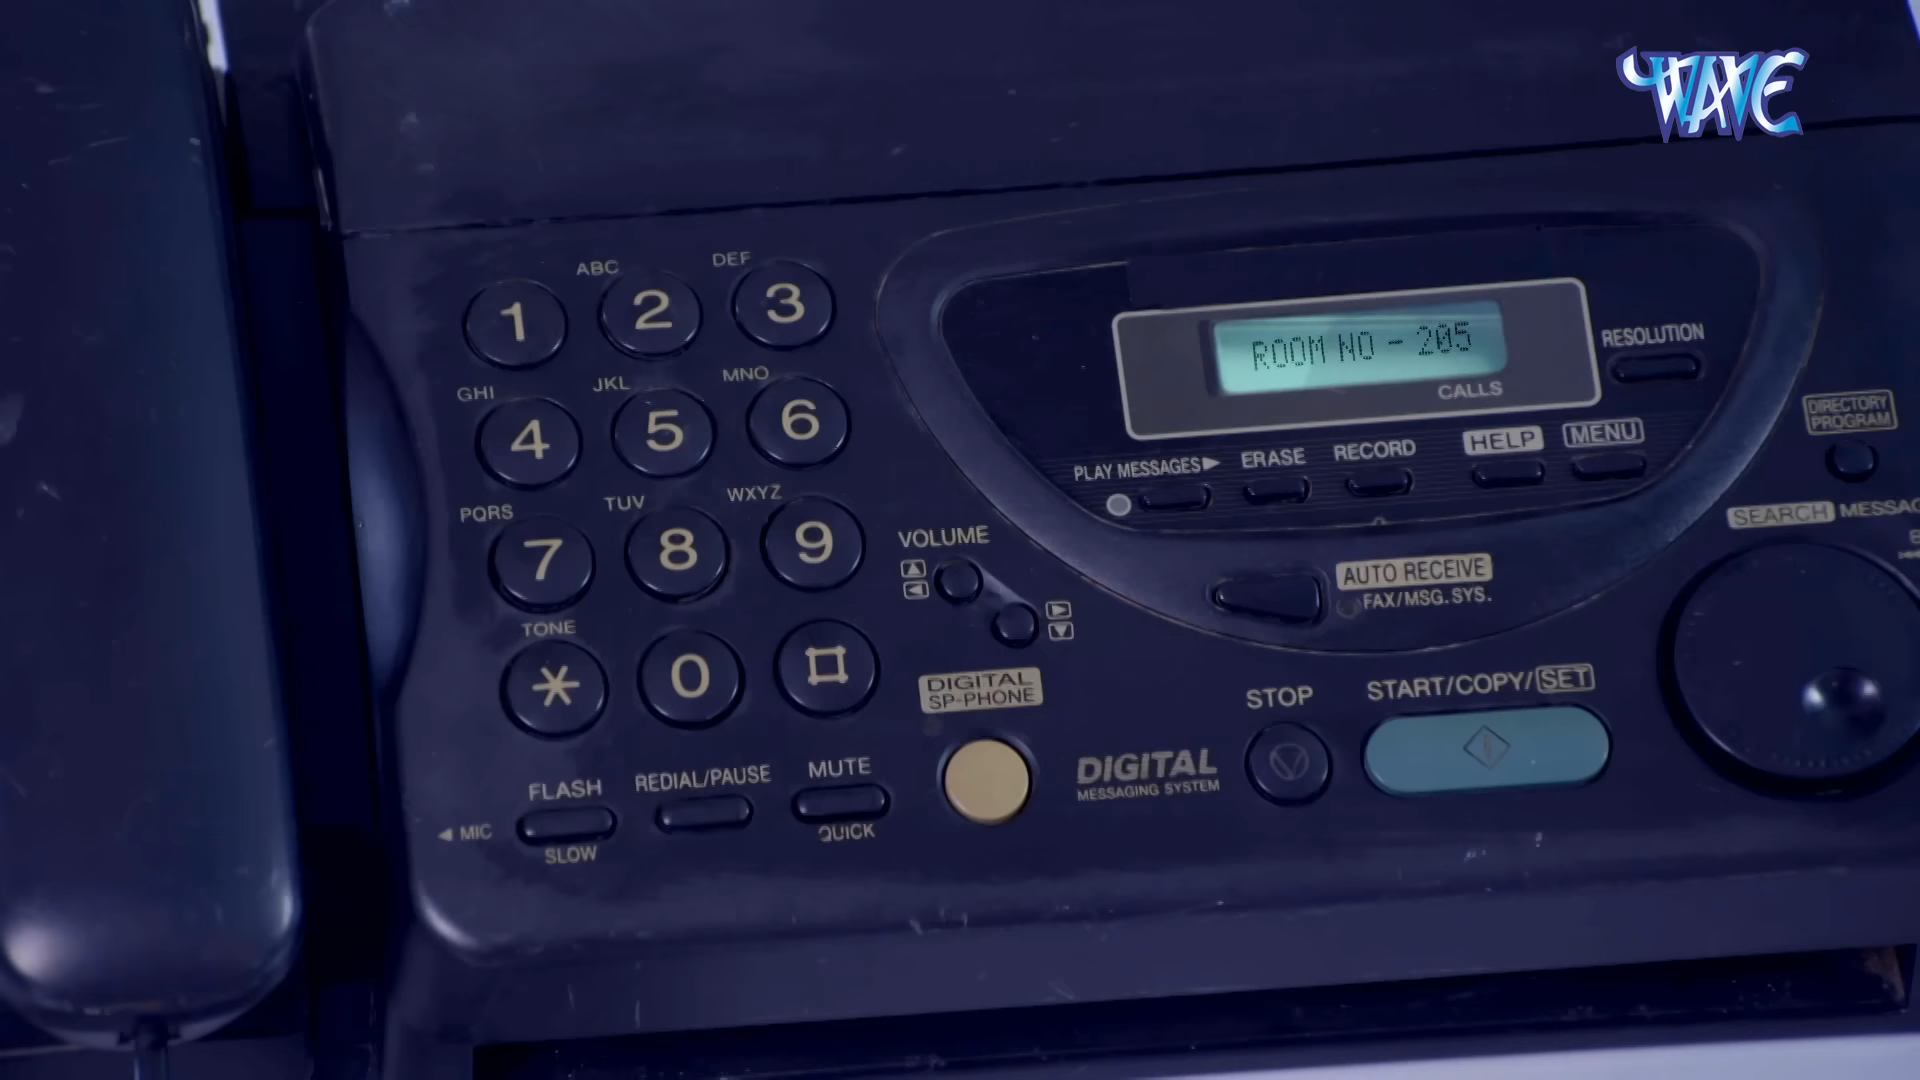 WAVE
ABC DEF
1 2 3
GHI JKL MNO
4 5 6
PQRS TUV WXYZ
7 8 9
TONE
* 0
FLASH REDIAL/PAUSE MUTE
◄ MIC
SLOW QUICK
VOLUME
DIGITAL
SP-PHONE
DIGITAL
MESSAGING SYSTEM
ROOM NO - 205
CALLS
RESOLUTION
PLAY MESSAGES► ERASE RECORD HELP MENU
AUTO RECEIVE
FAX/MSG.SYS.
STOP START/COPY/SET
DIRECTORY
PROGRAM
SEARCH